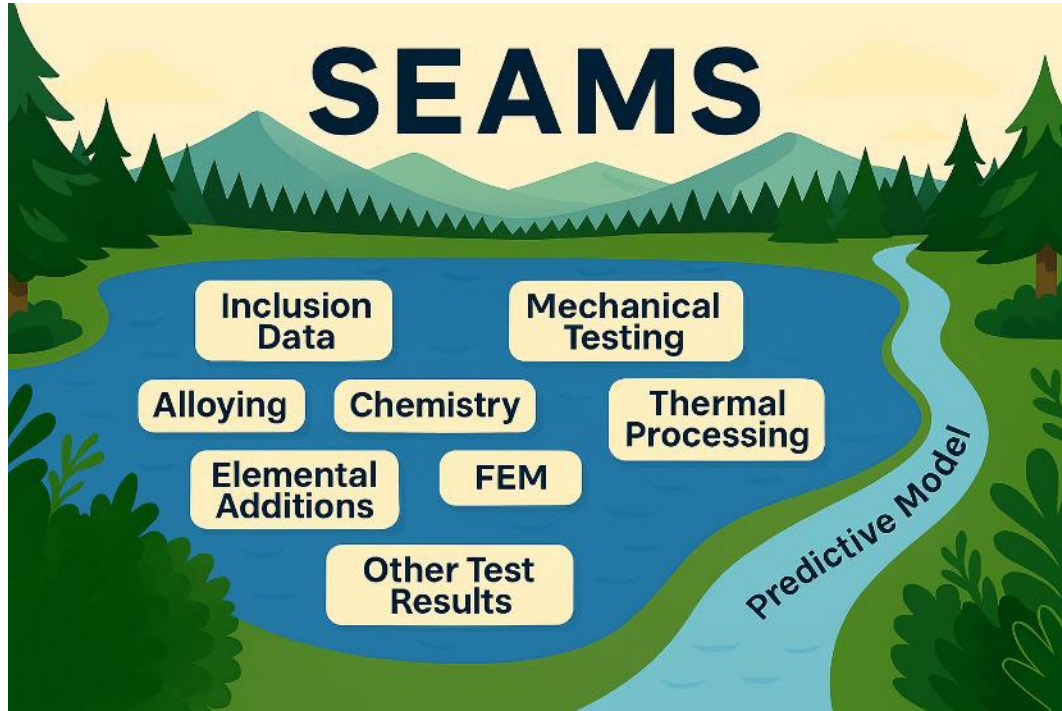 SEAMS
Inclusion
Data
Mechanical
Testing
Alloying
Chemistry
Thermal
Processing
Elemental
Additions
FEM
Other Test
Results
Predictive Model